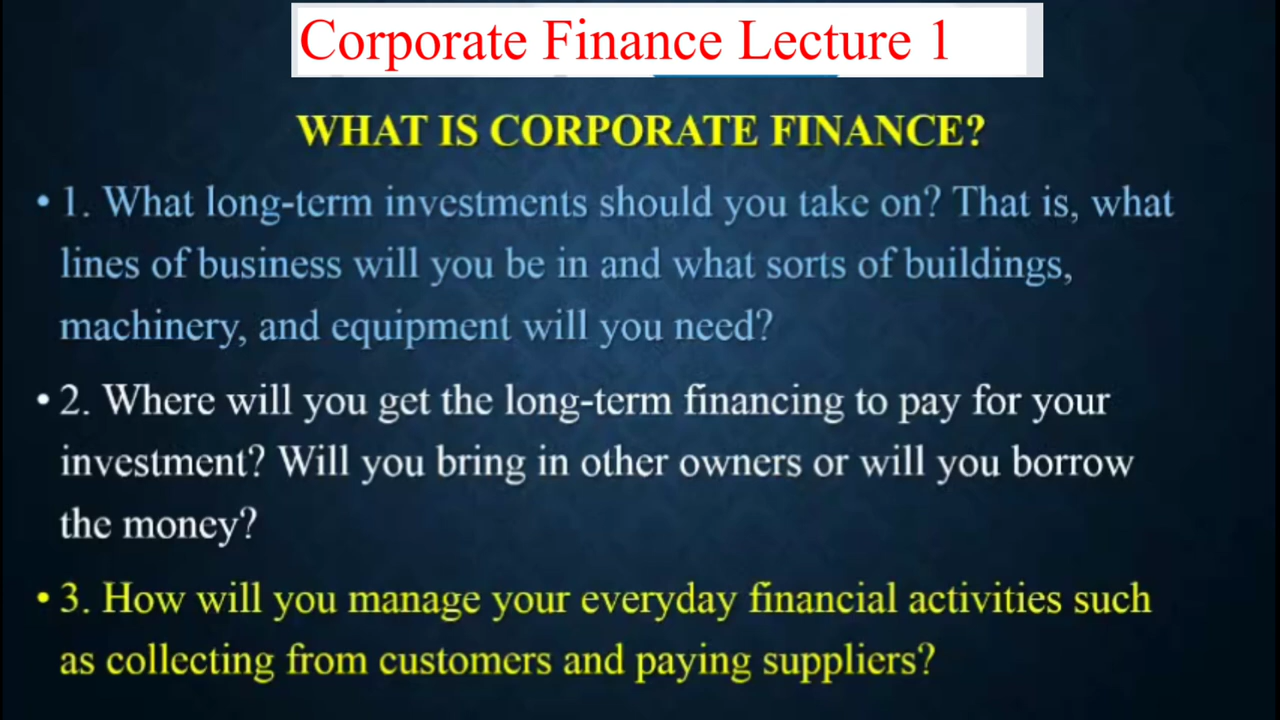 Corporate Finance Lecture 1
WHAT IS CORPORATE FINANCE?
• 1. What long-term investments should you take on? That is, what
lines of business will you be in and what sorts of buildings,
machinery, and equipment will you need?
• 2. Where will you get the long-term financing to pay for your
investment? Will you bring in other owners or will you borrow
the money?
• 3. How will you manage your everyday financial activities such
as collecting from customers and paying suppliers?